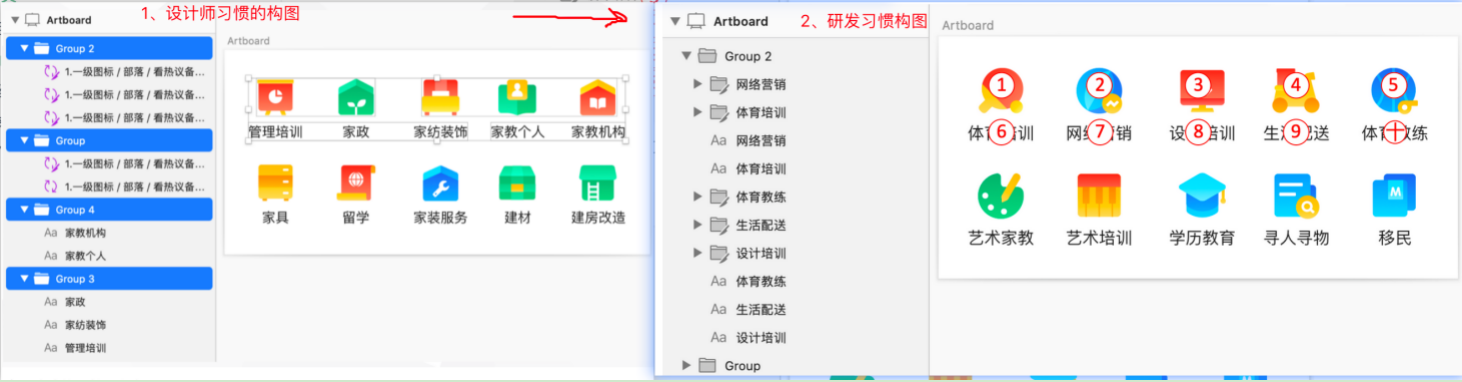 1、设计师习惯的构图
Artboard
Group 2
1.一级图标 / 部落 / 看热议备...
1.一级图标 / 部落 / 看热议备...
1.一级图标 / 部落 / 看热议备...
Group
1.一级图标 / 部落 / 看热议备...
1.一级图标 / 部落 / 看热议备...
Group 4
Aa 家教机构
Aa 家教个人
Group 3
Aa 家政
Aa 家纺装饰
Aa 管理培训
Artboard
管理培训 家政 家纺装饰 家教个人 家教机构
家具 留学 家装服务 建材 建房改造
2、研发习惯构图
Artboard
Group 2
网络营销
体育培训
Aa 网络营销
Aa 体育培训
体育教练
生活配送
设计培训
Aa 体育教练
Aa 生活配送
Aa 设计培训
Group
Artboard
1 2 3 4 5
体育培训 网络营销 设计培训 生活配送 体育教练
6 7 8 9 十
艺术家教 艺术培训 学历教育 寻人寻物 移民